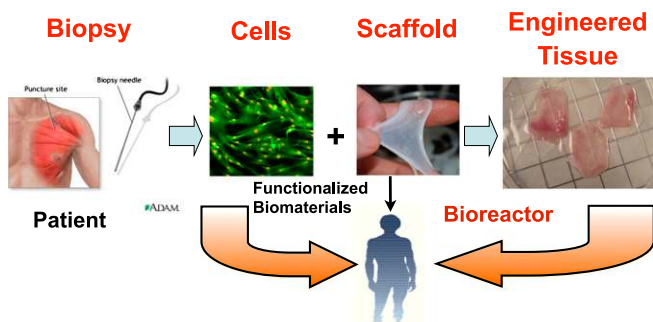 Biopsy
Cells
Scaffold
Engineered
Tissue
Puncture site
Biopsy needle
+
Functionalized
Biomaterials
Patient
ADAM.
Bioreactor